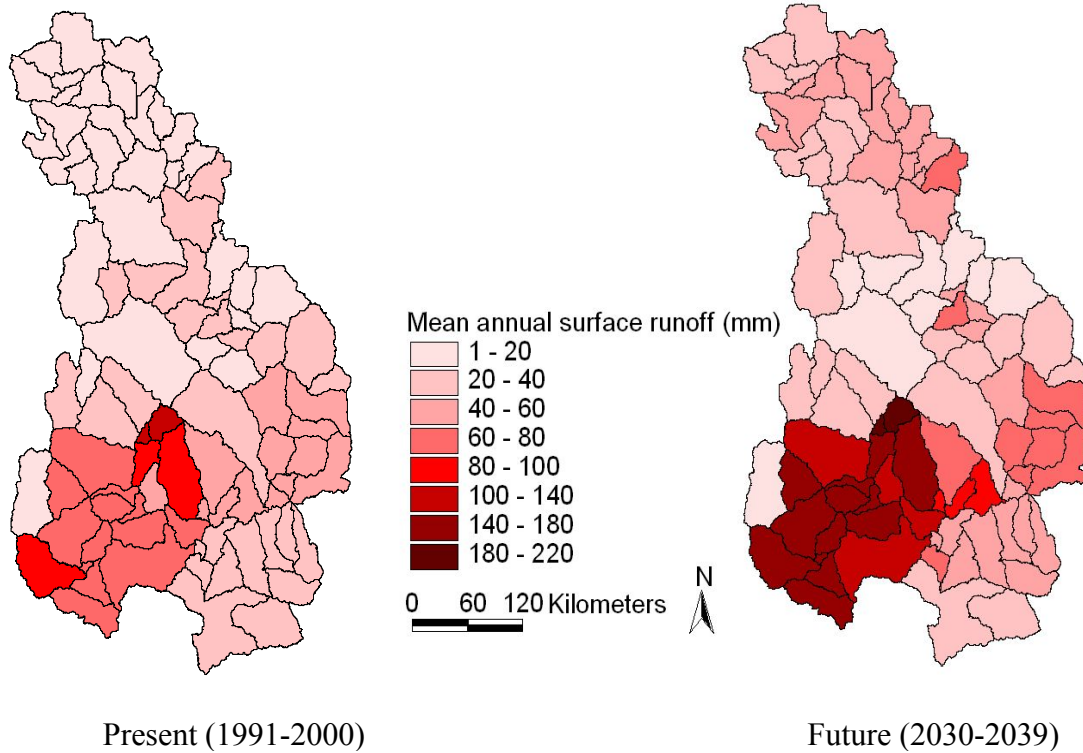 Mean annual surface runoff (mm)
1 - 20
20 - 40
40 - 60
60 - 80
80 - 100
100 - 140
140 - 180
180 - 220
0 60 120 Kilometers
N
Present (1991-2000)
Future (2030-2039)